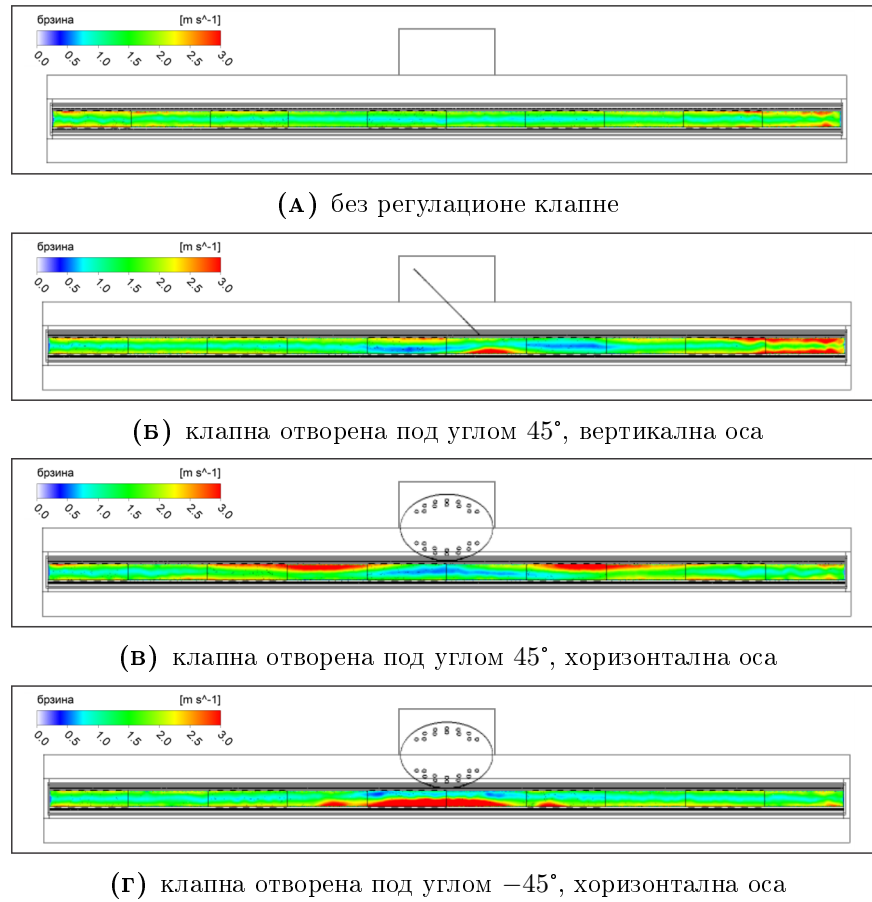 брзина [m s^-1]
0.0 0.5 1.0 1.5 2.0 2.5 3.0
(А) без регулационе клапне
брзина [m s^-1]
0.0 0.5 1.0 1.5 2.0 2.5 3.0
(Б) клапна отворена под углом 45°, вертикална оса
брзина [m s^-1]
0.0 0.5 1.0 1.5 2.0 2.5 3.0
(В) клапна отворена под углом 45°, хоризонтална оса
брзина [m s^-1]
0.0 0.5 1.0 1.5 2.0 2.5 3.0
(Г) клапна отворена под углом −45°, хоризонтална оса